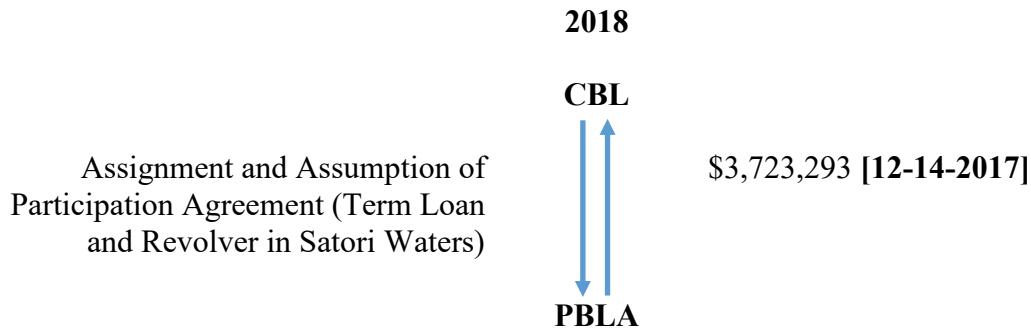 2018
CBL
Assignment and Assumption of
Participation Agreement (Term Loan
and Revolver in Satori Waters)
$3,723,293 [12-14-2017]
PBLA